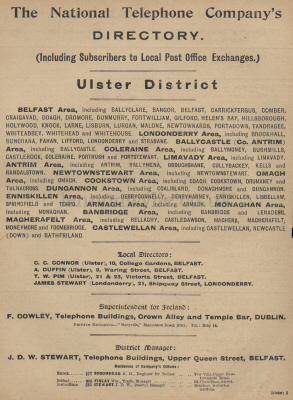 The National Telephone Company's
DIRECTORY.
(Including Subscribers to Local Post Office Exchanges.)
Ulster District
BELFAST Area, including BALLYCLARE, BANGOR, BELFAST, CARRICKFERGUS, COMBER,
CRAIGAVAD, DOAGH, DROMORE, DUNMURRY, FORTWILLIAM, GILFORD, HELEN'S BAY, HILLSBOROUGH,
HOLYWOOD, KNOCK, LARNE, LISBURN, LURGAN, MALONE, NEWTOWNARDS, PORTADOWN, TANDRAGEE,
WHITEABBEY, WHITEHEAD and WHITEHOUSE. LONDONDERRY Area, including BROOKHALL,
BUNCRANA, FAHAN, LIFFORD, LONDONDERRY and STRABANE. BALLYCASTLE (Co. ANTRIM)
Area, including BALLYCASTLE. COLERAINE Area, including BALLYMONEY, BUSHMILLS,
CASTLEROCK, COLERAINE, PORTRUSH and PORTSTEWART. LIMAVADY Area, including LIMAVADY.
ANTRIM Area, including ANTRIM, BALLYMENA, BROUGHSHANE, GALLYBACKEY, KELLS and
RANDALSTOWN. NEWTOWNSTEWART Area, including NEWTOWNSTEWART. OMAGH
Area, including OMAGH. COOKSTOWN Area, including COAGH, COOKSTOWN, DRUMMEY and
TULNACROSS. DUNGANNON Area, including COALISLAND, DONAGHMORE and DUNGANNON.
ENNISKILLEN Area, including DERRYGONNELLY, ENNISKILLEN, LISBELLAW,
SPRINGFIELD and TEMPO. ARMAGH Area, including ARMAGH. MONAGHAN Area,
including MONAGHAN. BANBRIDGE Area, including BANBRIDGE and LENADERG.
MAGHERAFELT Area, including BELLAGHY, CASTLEDAWSON, MAGHERA, MAGHERAFELT,
MONEYMORE and TOOMEBRIDGE. CASTLEWELLAN Area, including CASTLEWELLAN, NEWCASTLE
(DOWN) and RATHFRILAND.
Local Directors:
C. C. CONNOR (Ulster), 10, College Gardens, BELFAST.
A. DUFFIN (Ulster), 9, Waring Street, BELFAST.
T. W. PIM (Ulster), 21 & 23, Victoria Street, BELFAST.
JAMES STEWART (Londonderry), 21, Shipquay Street, LONDONDERRY.
Superintendent for Ireland:
F. COWLEY, Telephone Buildings, Crown Alley and Temple Bar, DUBLIN.
District Manager:
J. D. W. STEWART, Telephone Buildings, Upper Queen Street, BELFAST.
Residences of Company's Officers: